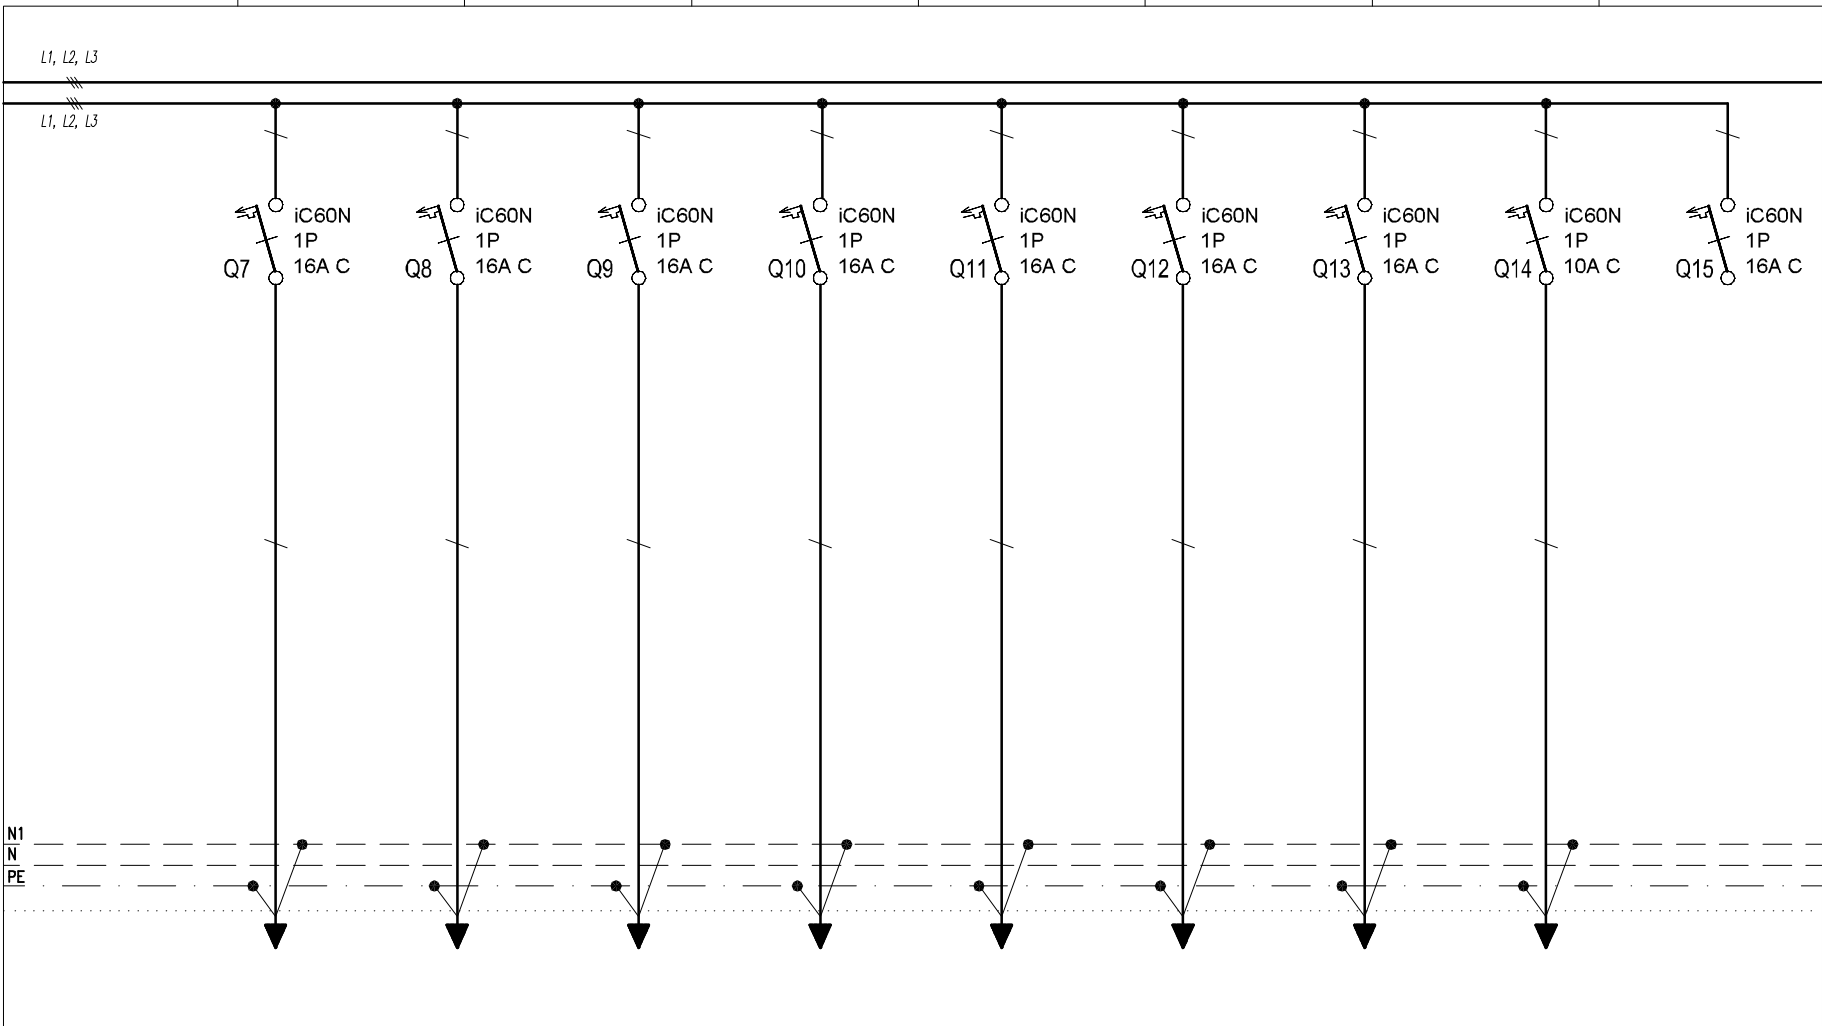 L1, L2, L3
L1, L2, L3
iC60N
1P
16A C
Q7
iC60N
1P
16A C
Q8
iC60N
1P
16A C
Q9
iC60N
1P
16A C
Q10
iC60N
1P
16A C
Q11
iC60N
1P
16A C
Q12
iC60N
1P
16A C
Q13
iC60N
1P
10A C
Q14
iC60N
1P
16A C
Q15
N1
N
PE